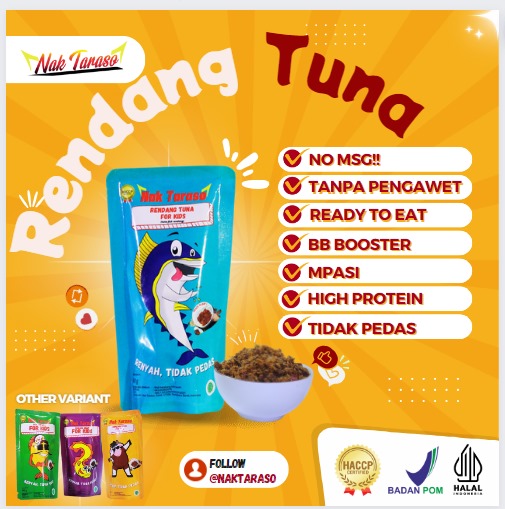 Nak Taraso
Rendang Tuna
NO MSG!!
TANPA PENGAWET
READY TO EAT
BB BOOSTER
MPASI
HIGH PROTEIN
TIDAK PEDAS
Nak Taraso
RENDANG TUNA
FOR KIDS
RENYAH, TIDAK PEDAS
OTHER VARIANT
FOR KIDS
FOR KIDS
Nak Taraso
FOLLOW
@NAKTARASO
HACCP
CERTIFIED
BADAN POM
HALAL
INDONESIA